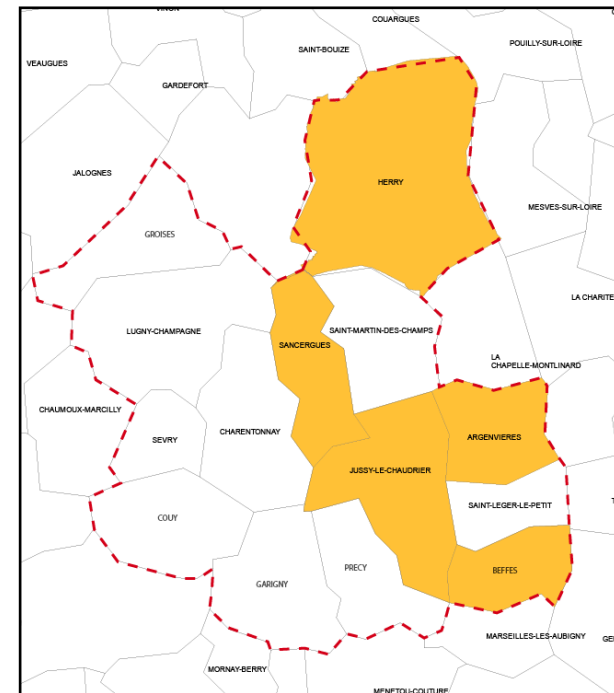 COUARGUES
SAINT-BOUIZE
POUILLY-SUR-LOIRE
VEAUGUES
GARDEFORT
JALOGNES
HERRY
MESVES-SUR-LOIRE
GROISES
LA CHARITE
LUGNY-CHAMPAGNE
SAINT-MARTIN-DES-CHAMPS
SANCERGUES
LA
CHAPELLE-MONTLINARD
CHAUMOUX-MARCILLY
CHARENTONNAY
SEVRY
ARGENVIERES
JUSSY-LE-CHAUDRIER
SAINT-LEGER-LE-PETIT
COUY
PRECY
BEFFES
GARIGNY
MARSEILLES-LES-AUBIGNY
MORNAY-BERRY
MENETOU-COUTURE